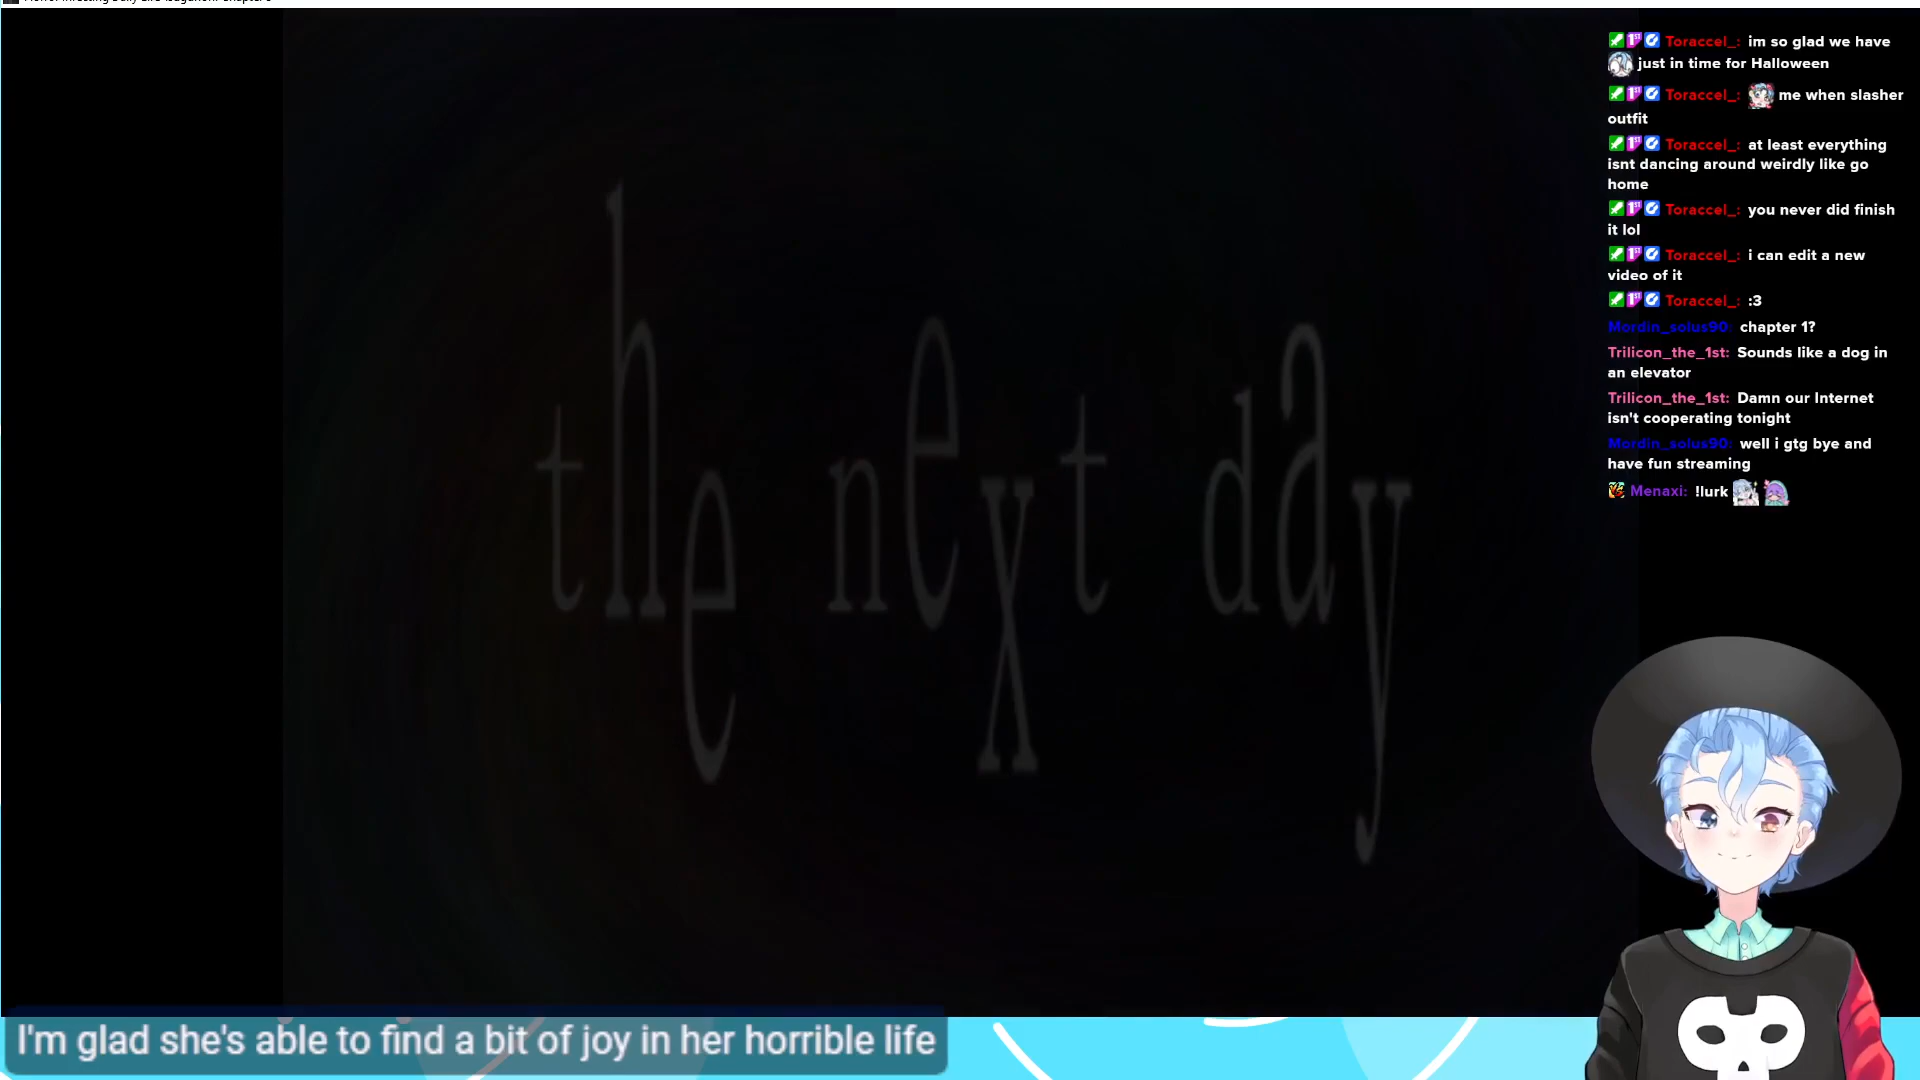 Toraccel_: im so glad we have
just in time for Halloween
Toraccel_: me when slasher
outfit
Toraccel_: at least everything
isnt dancing around weirdly like go
home
Toraccel_: you never did finish
it lol
Toraccel_: i can edit a new
video of it
Toraccel_: :3
Mordin_solus90: chapter 1?
Trilicon_the_1st: Sounds like a dog in
an elevator
Trilicon_the_1st: Damn our Internet
isn't cooperating tonight
Mordin_solus90: well i gtg bye and
have fun streaming
Menaxi: !lurk
the next day
I'm glad she's able to find a bit of joy in her horrible life